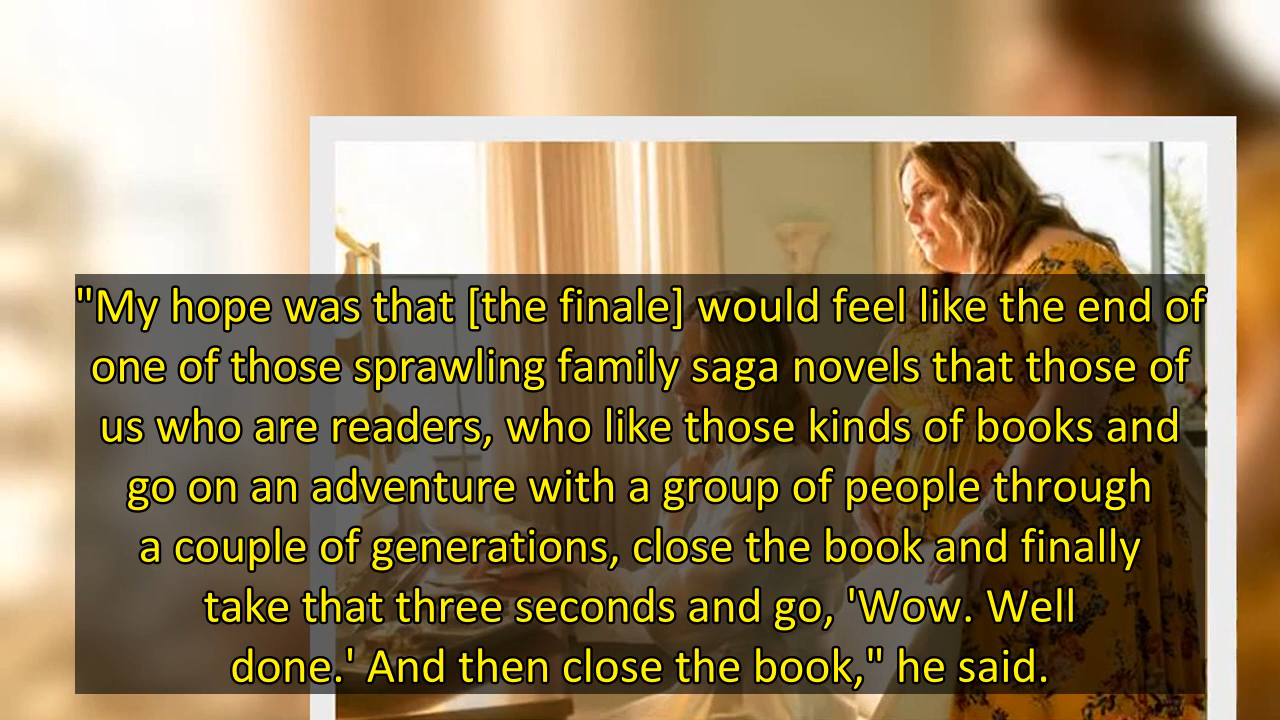 "My hope was that [the finale] would feel like the end of
one of those sprawling family saga novels that those of
us who are readers, who like those kinds of books and
go on an adventure with a group of people through
a couple of generations, close the book and finally
take that three seconds and go, 'Wow. Well
done.' And then close the book," he said.